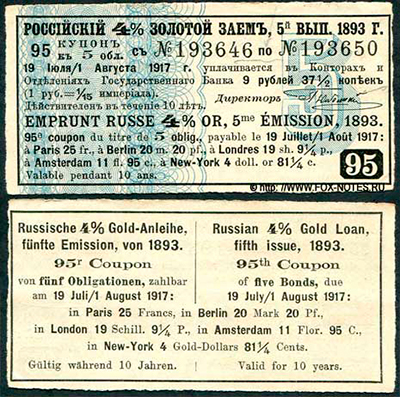 РОССІЙСКІЙ 4% ЗОЛОТОЙ ЗАЕМЪ, 5й ВЫП. 1893 Г.
95 КУПОНЪ къ 5 обл. съ №193646 по №193650
19 Іюля/1 Августа 1917 г. уплачивается въ Конторахъ и
Отдѣленіяхъ Государственнаго Банка 9 рублей 37½ копѣекъ
(1 руб. = 1/15 имперіала). Директоръ
Дѣйствителенъ въ теченіе 10 лѣтъ.
EMPRUNT RUSSE 4% OR, 5me ÉMISSION, 1893.
95e coupon du titre de 5 oblig., payable le 19 Juillet/1 Août 1917:
à Paris 25 fr., à Berlin 20 m. 20 pf., à Londres 19 sh. 9½ p.,
à Amsterdam 11 fl. 95 c., à New-York 4 doll. or 81¼ c.
Valable pendant 10 ans.
95
WWW.FOX-NOTES.RU
Russische 4% Gold-Anleihe,
fünfte Emission, von 1893.
95r Coupon
von fünf Obligationen, zahlbar
am 19 Juli/1 August 1917:
Russian 4% Gold Loan,
fifth issue, 1893.
95th Coupon
of five Bonds, due
19 July/1 August 1917:
in Paris 25 Francs, in Berlin 20 Mark 20 Pf.,
in London 19 Schill. 9½ P., in Amsterdam 11 Flor. 95 C.,
in New-York 4 Gold-Dollars 81¼ Cents.
Gültig während 10 Jahren.
Valid for 10 years.